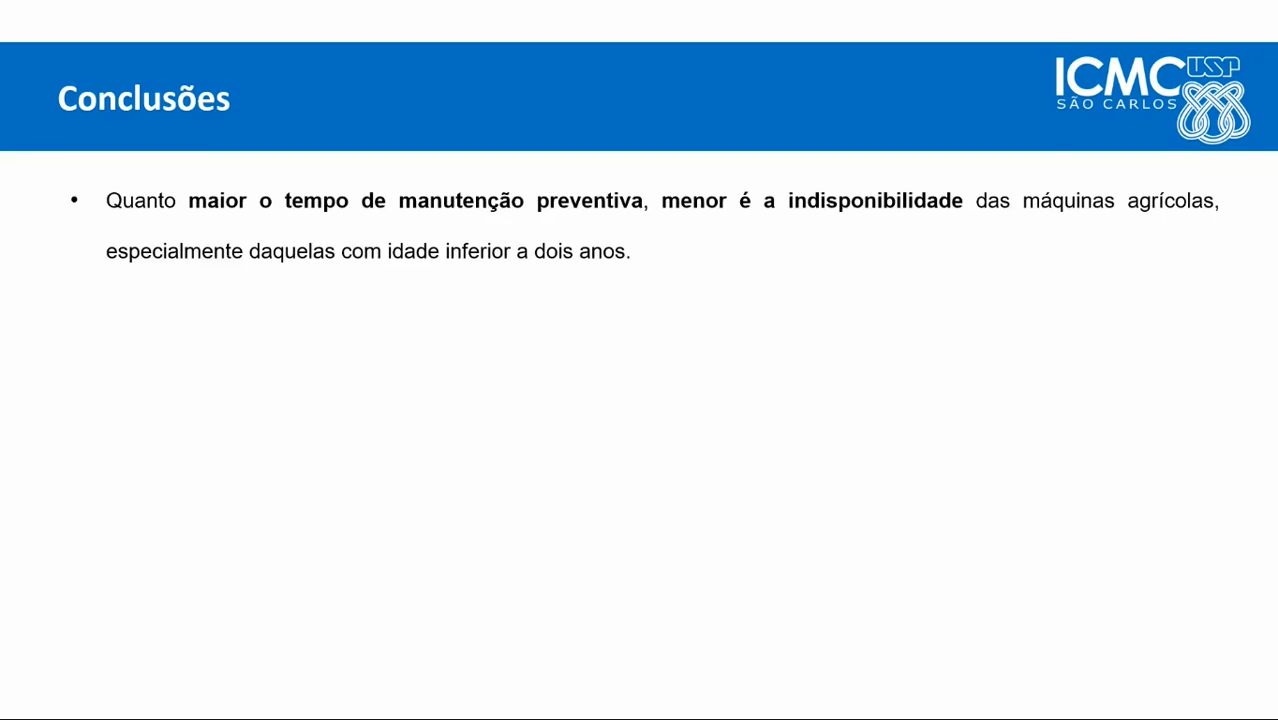 Conclusões
ICMC USP
SÃO CARLOS
• Quanto maior o tempo de manutenção preventiva, menor é a indisponibilidade das máquinas agrícolas,
especialmente daquelas com idade inferior a dois anos.